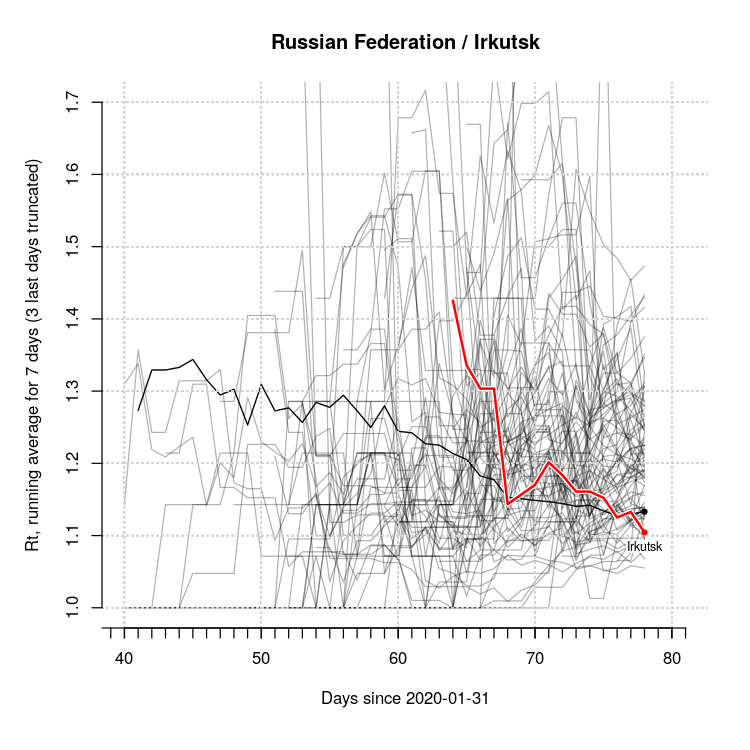 Russian Federation / Irkutsk
Rt, running average for 7 days (3 last days truncated)
1.7
1.6
1.5
1.4
1.3
1.2
1.1
1.0
Irkutsk
40 50 60 70 80
Days since 2020-01-31